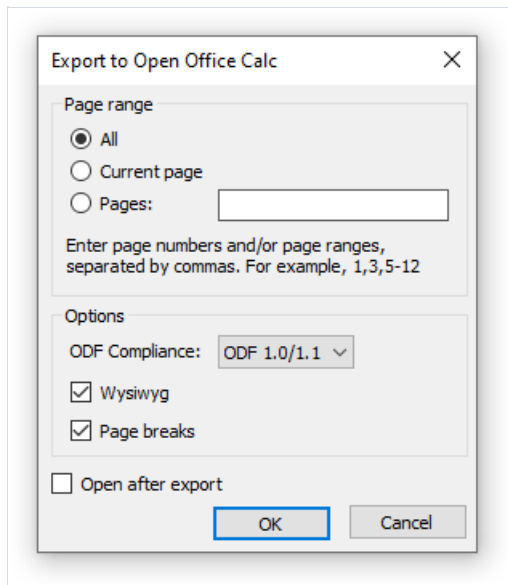 Export to Open Office Calc
Page range
All
Current page
Pages:
Enter page numbers and/or page ranges,
separated by commas. For example, 1,3,5-12
Options
ODF Compliance: ODF 1.0/1.1
Wysiwyg
Page breaks
Open after export
OK Cancel